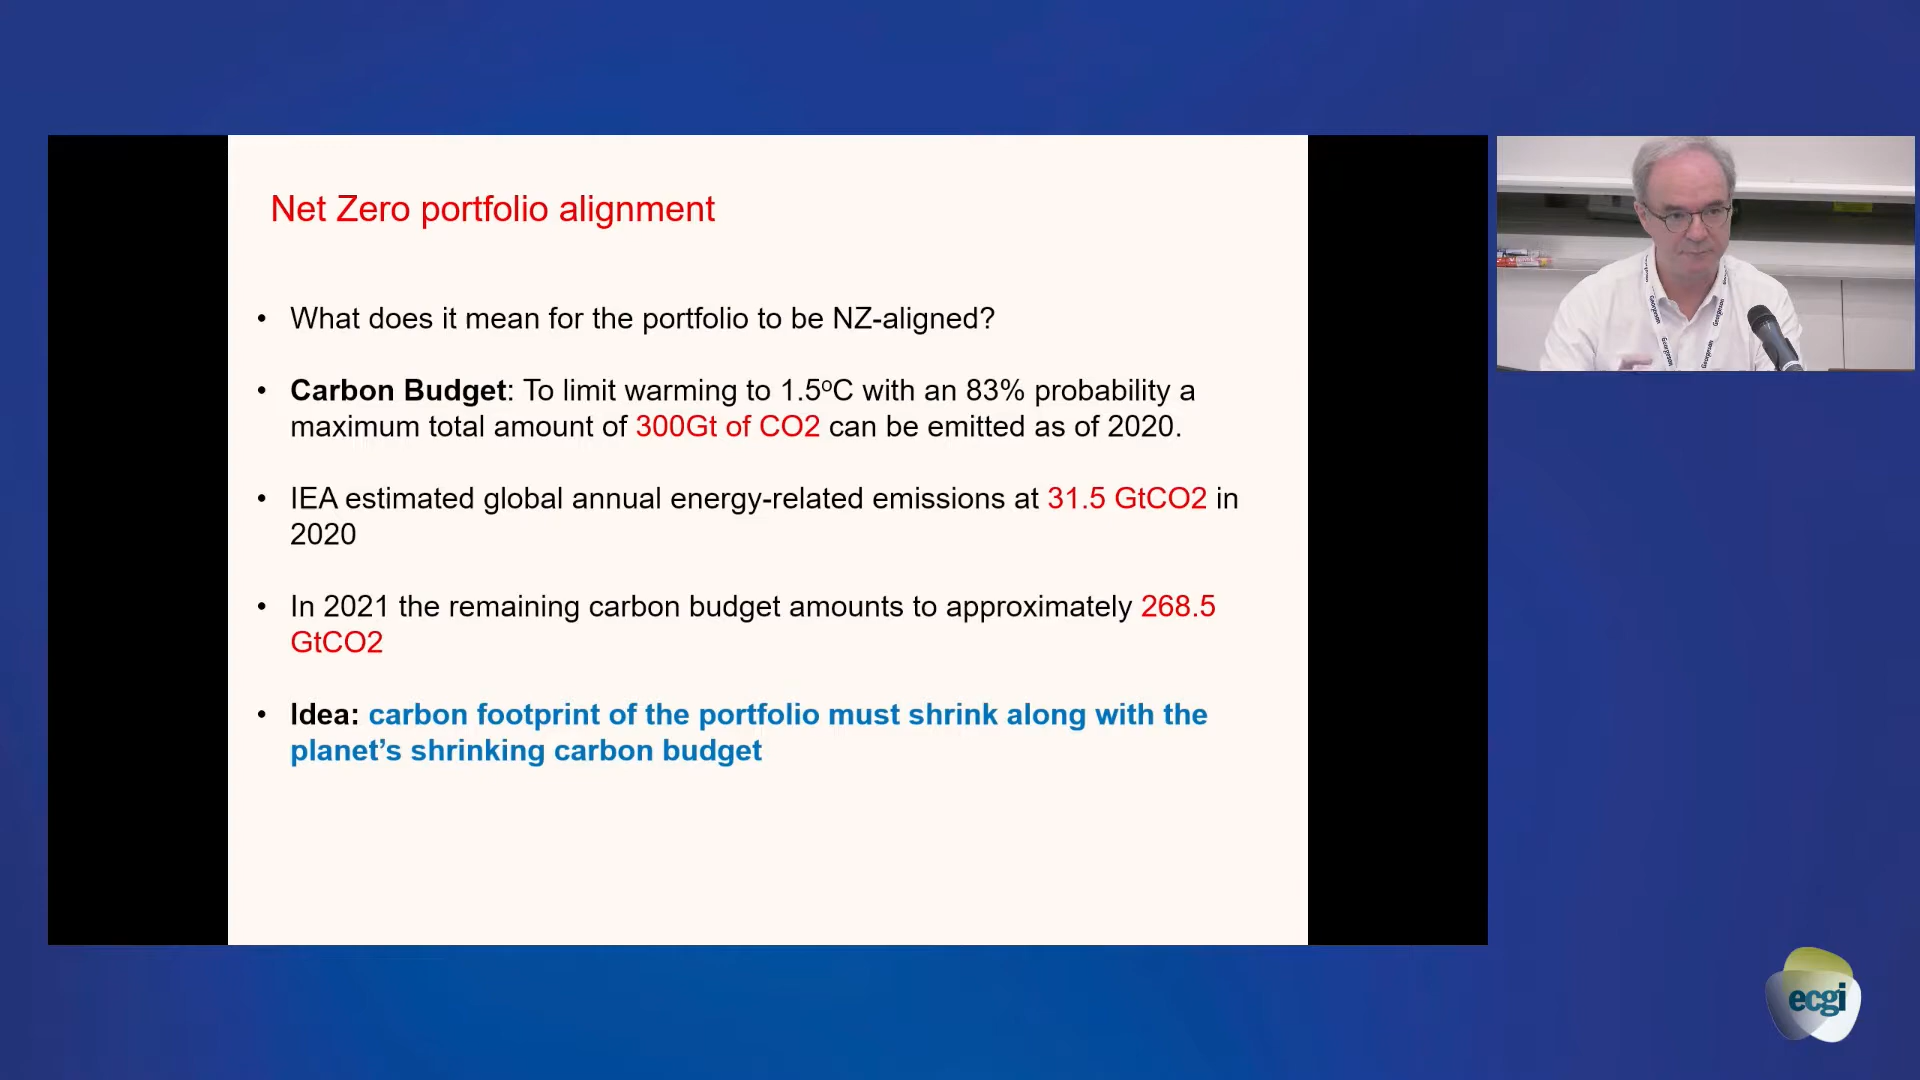 Net Zero portfolio alignment
• What does it mean for the portfolio to be NZ-aligned?
• Carbon Budget: To limit warming to 1.5ºC with an 83% probability a
maximum total amount of 300Gt of CO2 can be emitted as of 2020.
• IEA estimated global annual energy-related emissions at 31.5 GtCO2 in
2020
• In 2021 the remaining carbon budget amounts to approximately 268.5
GtCO2
• Idea: carbon footprint of the portfolio must shrink along with the
planet’s shrinking carbon budget
Georgeson
Georgeson
Georgeson
Georgeson
ecgi